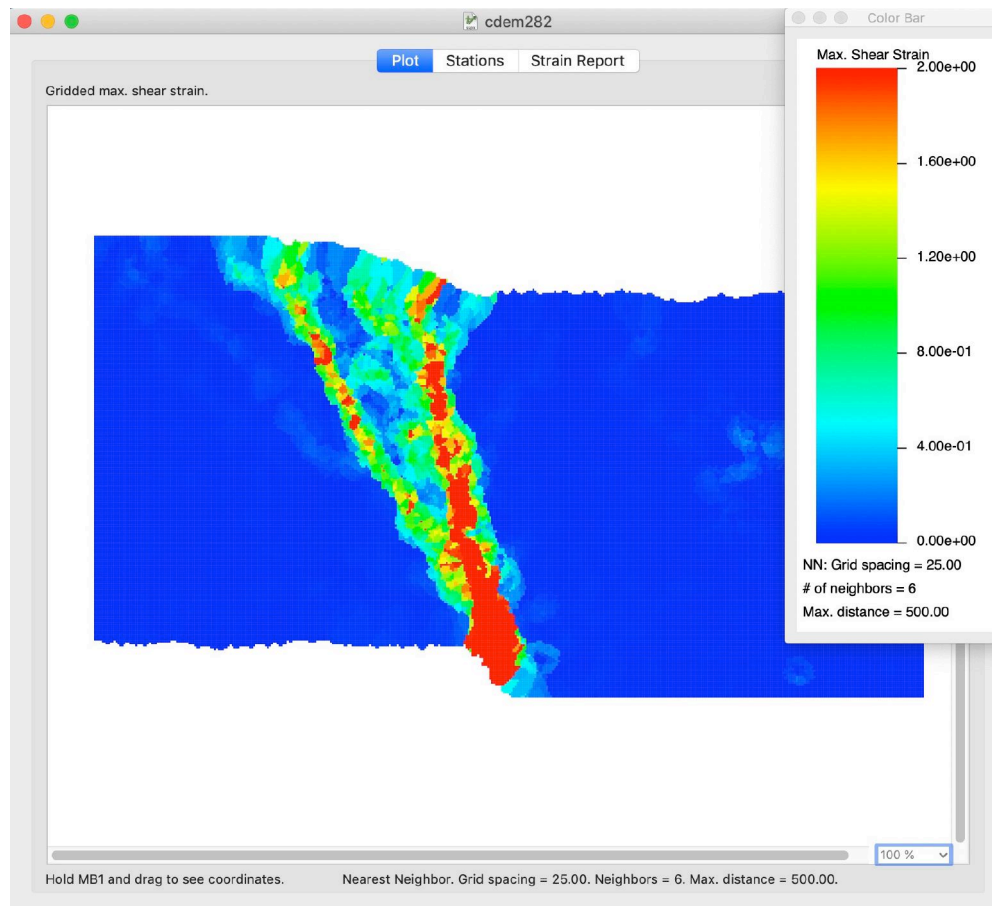 cdem282
Plot Stations Strain Report
Gridded max. shear strain.
Color Bar
Max. Shear Strain
2.00e+00
1.60e+00
1.20e+00
8.00e-01
4.00e-01
0.00e+00
NN: Grid spacing = 25.00
# of neighbors = 6
Max. distance = 500.00
100 %
Hold MB1 and drag to see coordinates. Nearest Neighbor. Grid spacing = 25.00. Neighbors = 6. Max. distance = 500.00.